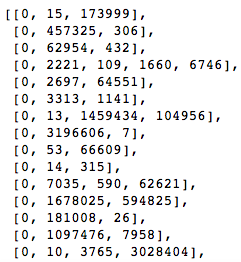 [[0, 15, 173999],
[0, 457325, 306],
[0, 62954, 432],
[0, 2221, 109, 1660, 6746],
[0, 2697, 64551],
[0, 3313, 1141],
[0, 13, 1459434, 104956],
[0, 3196606, 7],
[0, 53, 66609],
[0, 14, 315],
[0, 7035, 590, 62621],
[0, 1678025, 594825],
[0, 181008, 26],
[0, 1097476, 7958],
[0, 10, 3765, 3028404],